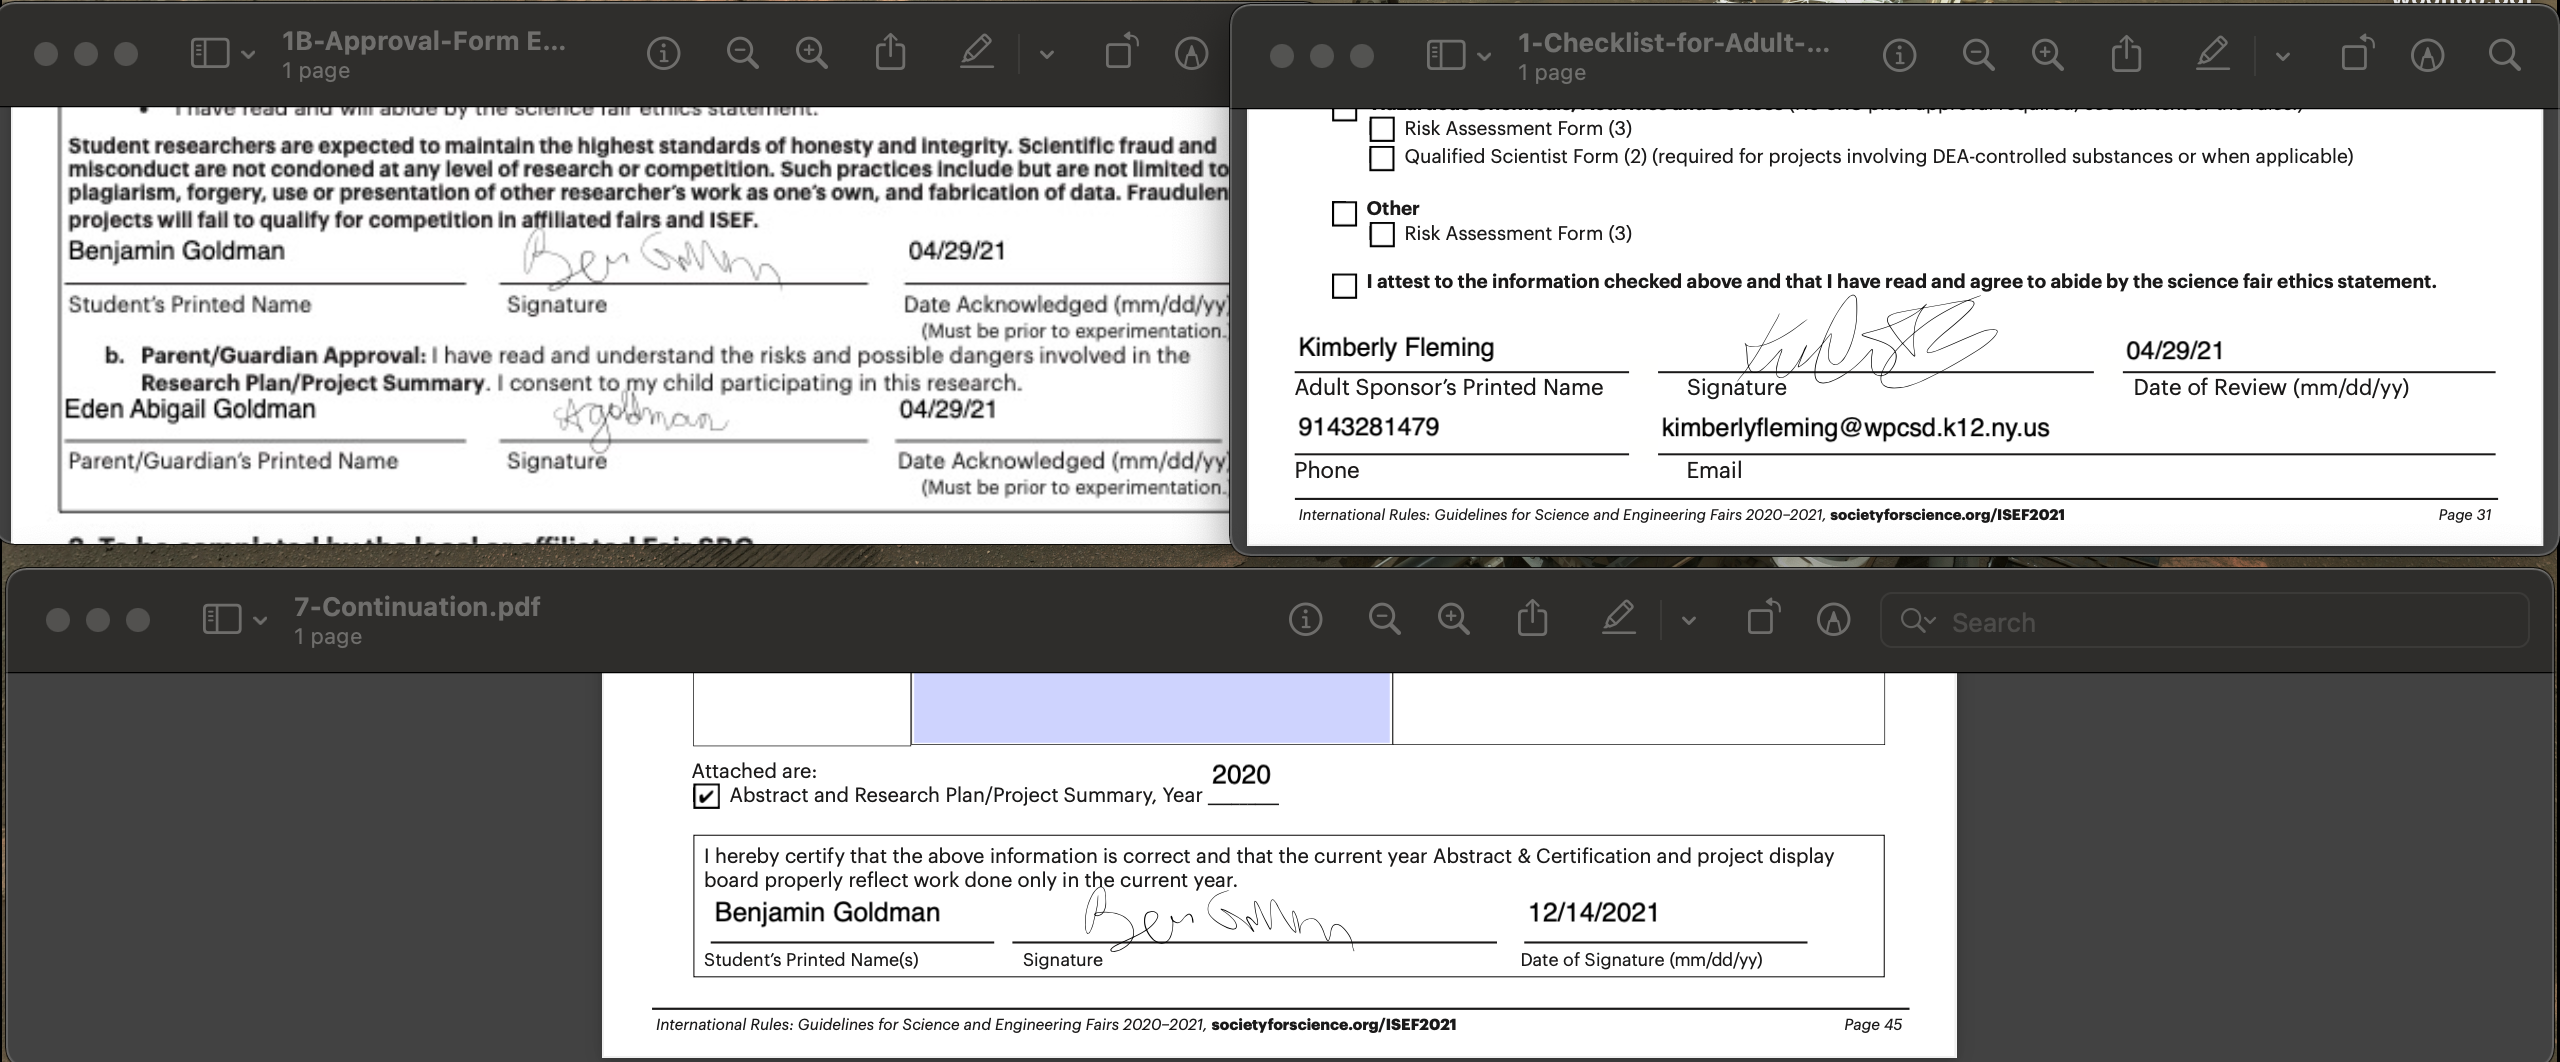 1B-Approval-Form E...
1 page
I have read and will abide by the science fair ethics statement.
Student researchers are expected to maintain the highest standards of honesty and integrity. Scientific fraud and
misconduct are not condoned at any level of research or competition. Such practices include but are not limited to
plagiarism, forgery, use or presentation of other researcher's work as one's own, and fabrication of data. Fraudulen
projects will fail to qualify for competition in affiliated fairs and ISEF.
Benjamin Goldman
04/29/21
Student's Printed Name
Signature
Date Acknowledged (mm/dd/yy)
(Must be prior to experimentation.
b. Parent/Guardian Approval: I have read and understand the risks and possible dangers involved in the
Research Plan/Project Summary. I consent to my child participating in this research.
Eden Abigail Goldman
Agoldman
04/29/21
Parent/Guardian's Printed Name
Signature
Date Acknowledged (mm/dd/yy)
(Must be prior to experimentation.
1-Checklist-for-Adult-...
1 page
Risk Assessment Form (3)
Qualified Scientist Form (2) (required for projects involving DEA-controlled substances or when applicable)
Other
Risk Assessment Form (3)
I attest to the information checked above and that I have read and agree to abide by the science fair ethics statement.
Kimberly Fleming
04/29/21
Adult Sponsor's Printed Name
Signature
Date of Review (mm/dd/yy)
9143281479
kimberlyfleming@wpcsd.k12.ny.us
Phone
Email
International Rules: Guidelines for Science and Engineering Fairs 2020–2021, societyforscience.org/ISEF2021
Page 31
7-Continuation.pdf
1 page
Search
Attached are:
2020
✔ Abstract and Research Plan/Project Summary, Year
I hereby certify that the above information is correct and that the current year Abstract & Certification and project display
board properly reflect work done only in the current year.
Benjamin Goldman
12/14/2021
Student's Printed Name(s)
Signature
Date of Signature (mm/dd/yy)
International Rules: Guidelines for Science and Engineering Fairs 2020–2021, societyforscience.org/ISEF2021
Page 45